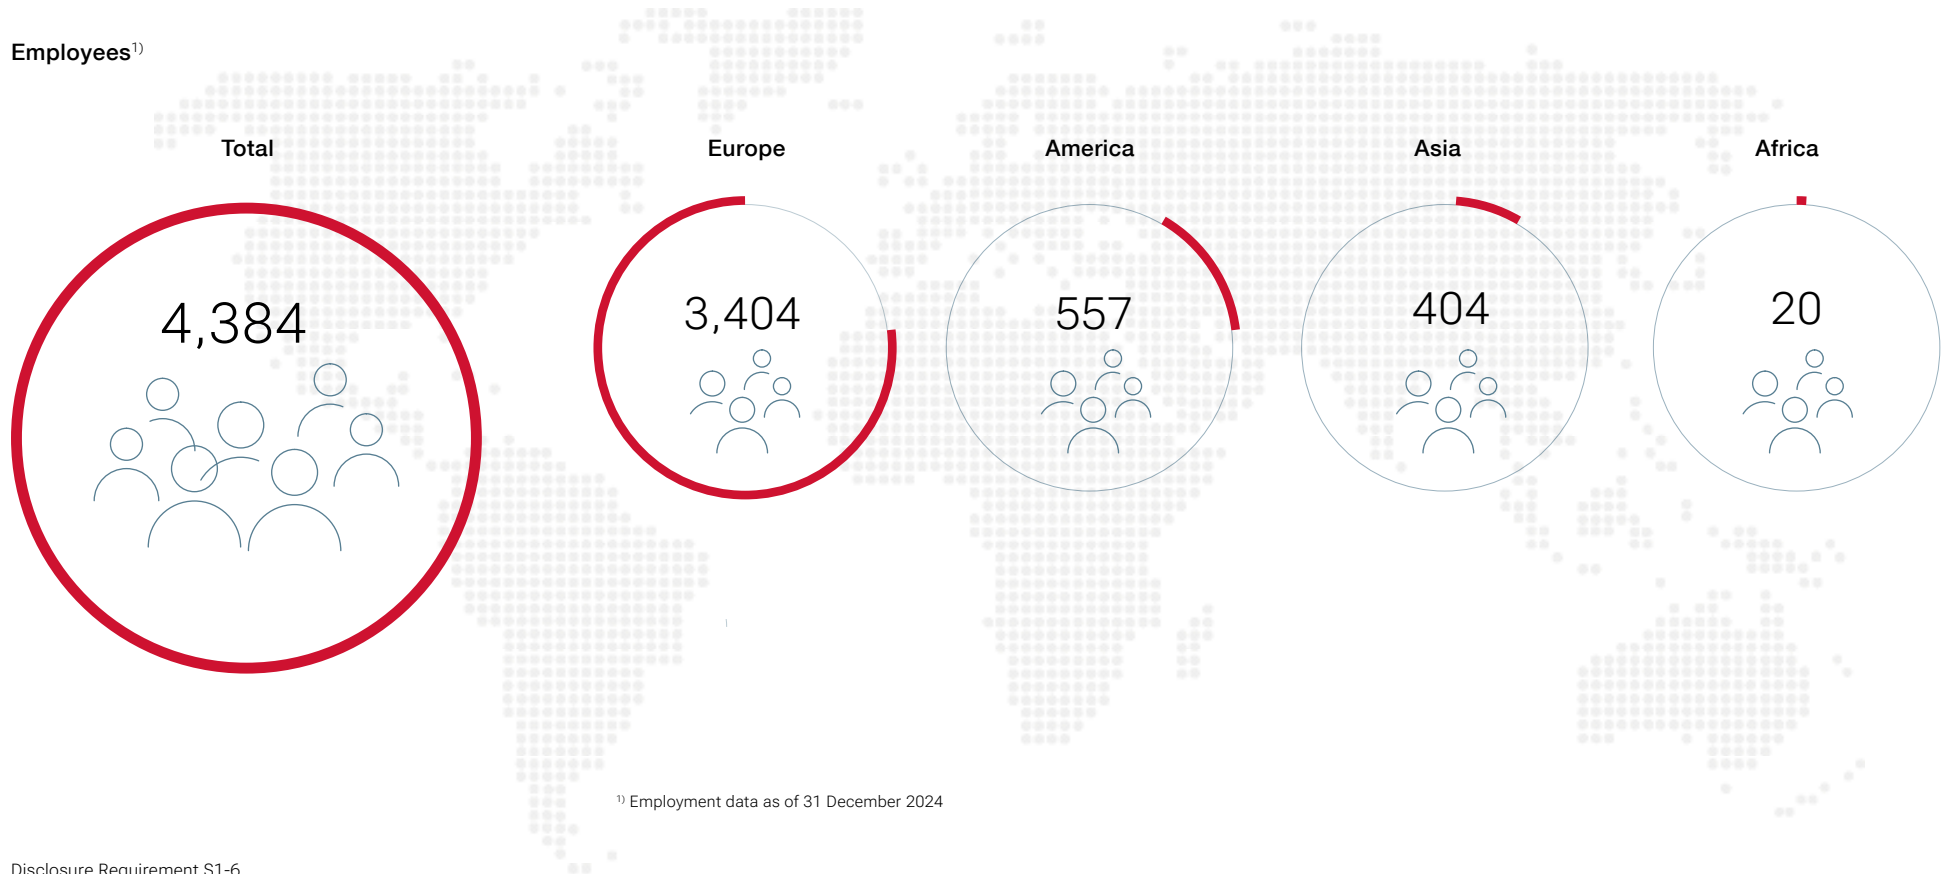 Employees1)
Total
Europe
America
Asia
Africa
4,384
3,404
557
404
20
1) Employment data as of 31 December 2024
Disclosure Requirement S1-6